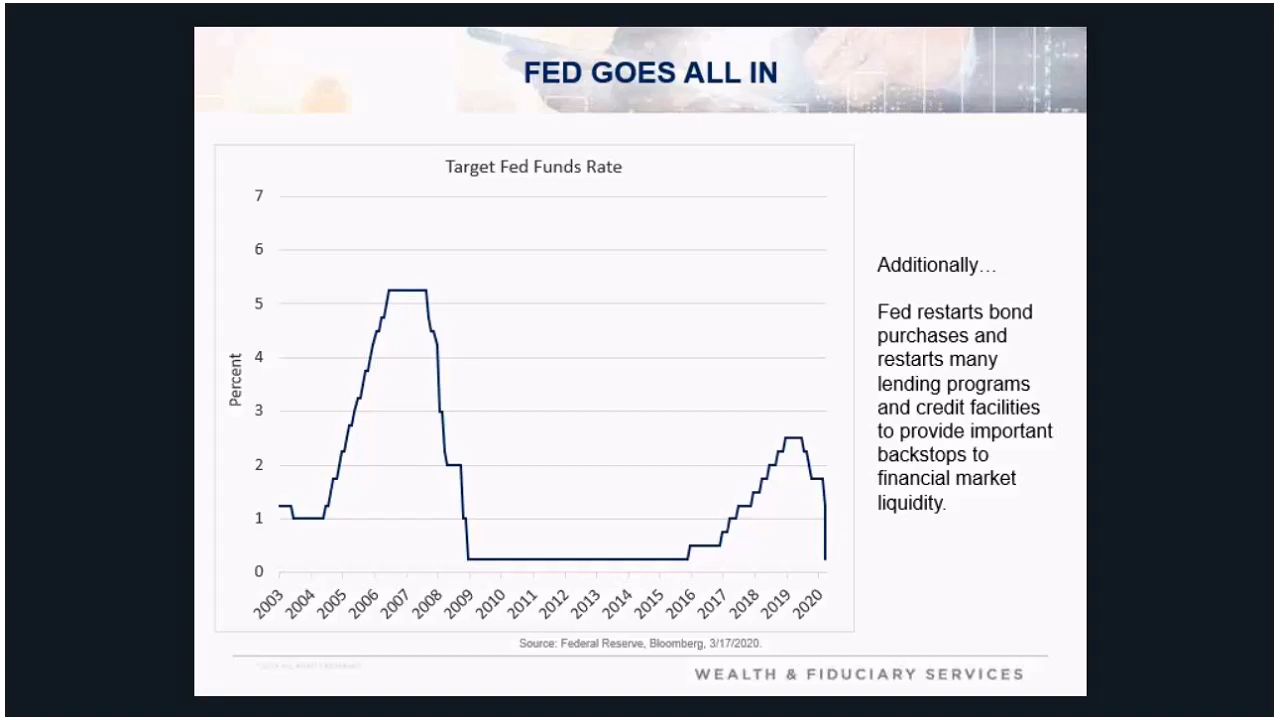 FED GOES ALL IN
Target Fed Funds Rate
7
6
5
4
3
2
1
0
Percent
2003 2004 2005 2006 2007 2008 2009 2010 2011 2012 2013 2014 2015 2016 2017 2018 2019 2020
Additionally…
Fed restarts bond
purchases and
restarts many
lending programs
and credit facilities
to provide important
backstops to
financial market
liquidity.
Source: Federal Reserve, Bloomberg, 3/17/2020.
WEALTH & FIDUCIARY SERVICES